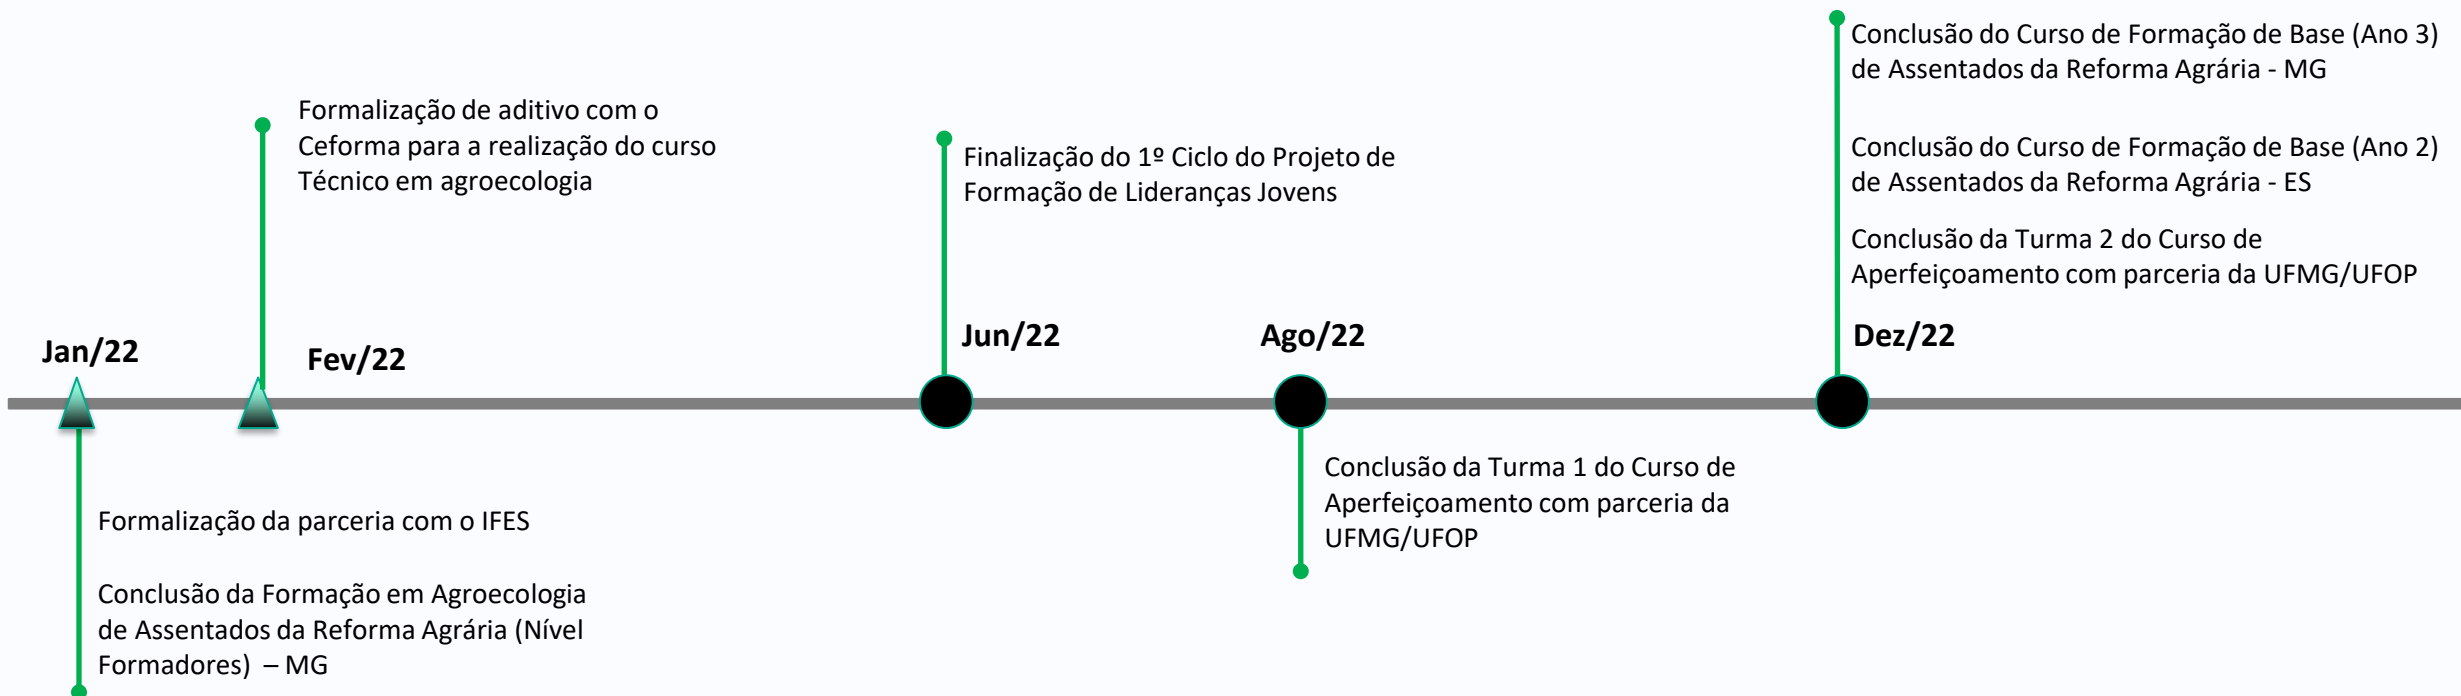 Jan/22
Formalização da parceria com o IFES
Conclusão da Formação em Agroecologia
de Assentados da Reforma Agrária (Nível
Formadores) – MG
Formalização de aditivo com o
Ceforma para a realização do curso
Técnico em agroecologia
Fev/22
Finalização do 1º Ciclo do Projeto de
Formação de Lideranças Jovens
Jun/22
Ago/22
Conclusão da Turma 1 do Curso de
Aperfeiçoamento com parceria da
UFMG/UFOP
Conclusão do Curso de Formação de Base (Ano 3)
de Assentados da Reforma Agrária - MG
Conclusão do Curso de Formação de Base (Ano 2)
de Assentados da Reforma Agrária - ES
Conclusão da Turma 2 do Curso de
Aperfeiçoamento com parceria da UFMG/UFOP
Dez/22